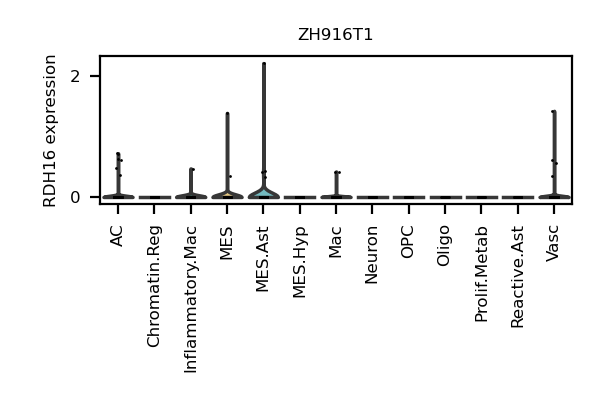 ZH916T1
RDH16 expression
2
0
AC
Chromatin.Reg
Inflammatory.Mac
MES
MES.Ast
MES.Hyp
Mac
Neuron
OPC
Oligo
Prolif.Metab
Reactive.Ast
Vasc